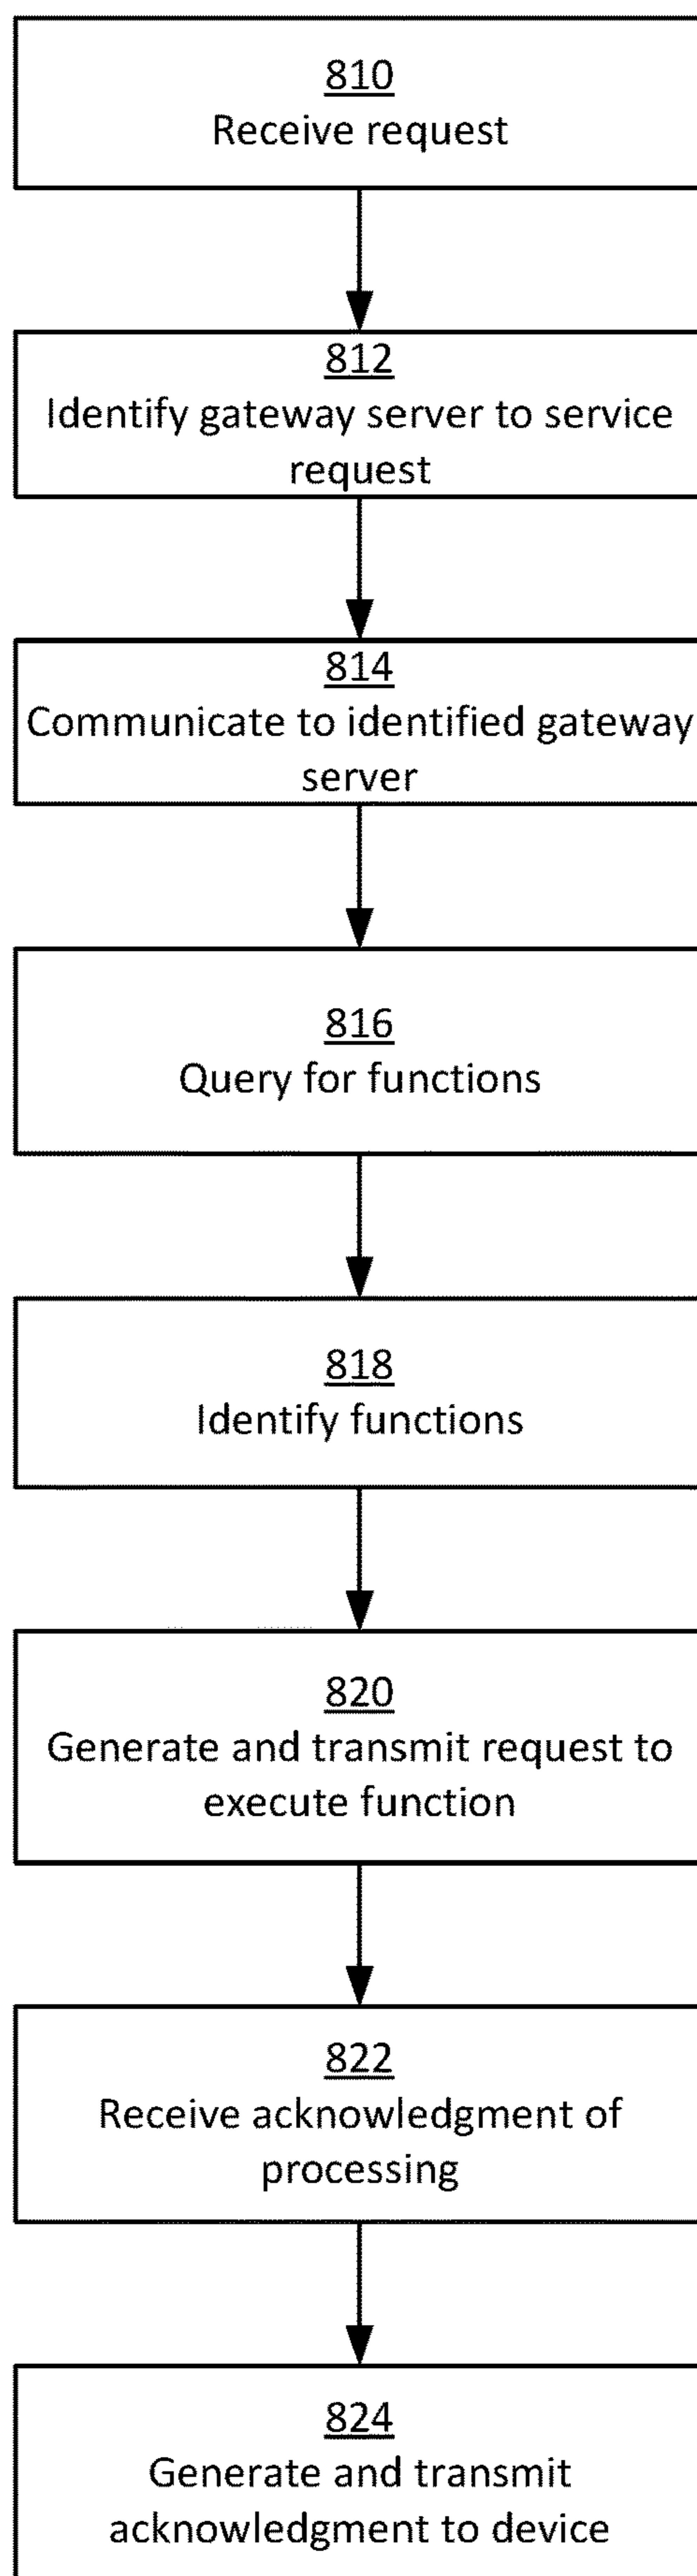 810
Receive request
812
Identify gateway server to service
request
814
Communicate to identified gateway
server
816
Query for functions
818
Identify functions
820
Generate and transmit request to
execute function
822
Receive acknowledgment of
processing
824
Generate and transmit
acknowledgment to device